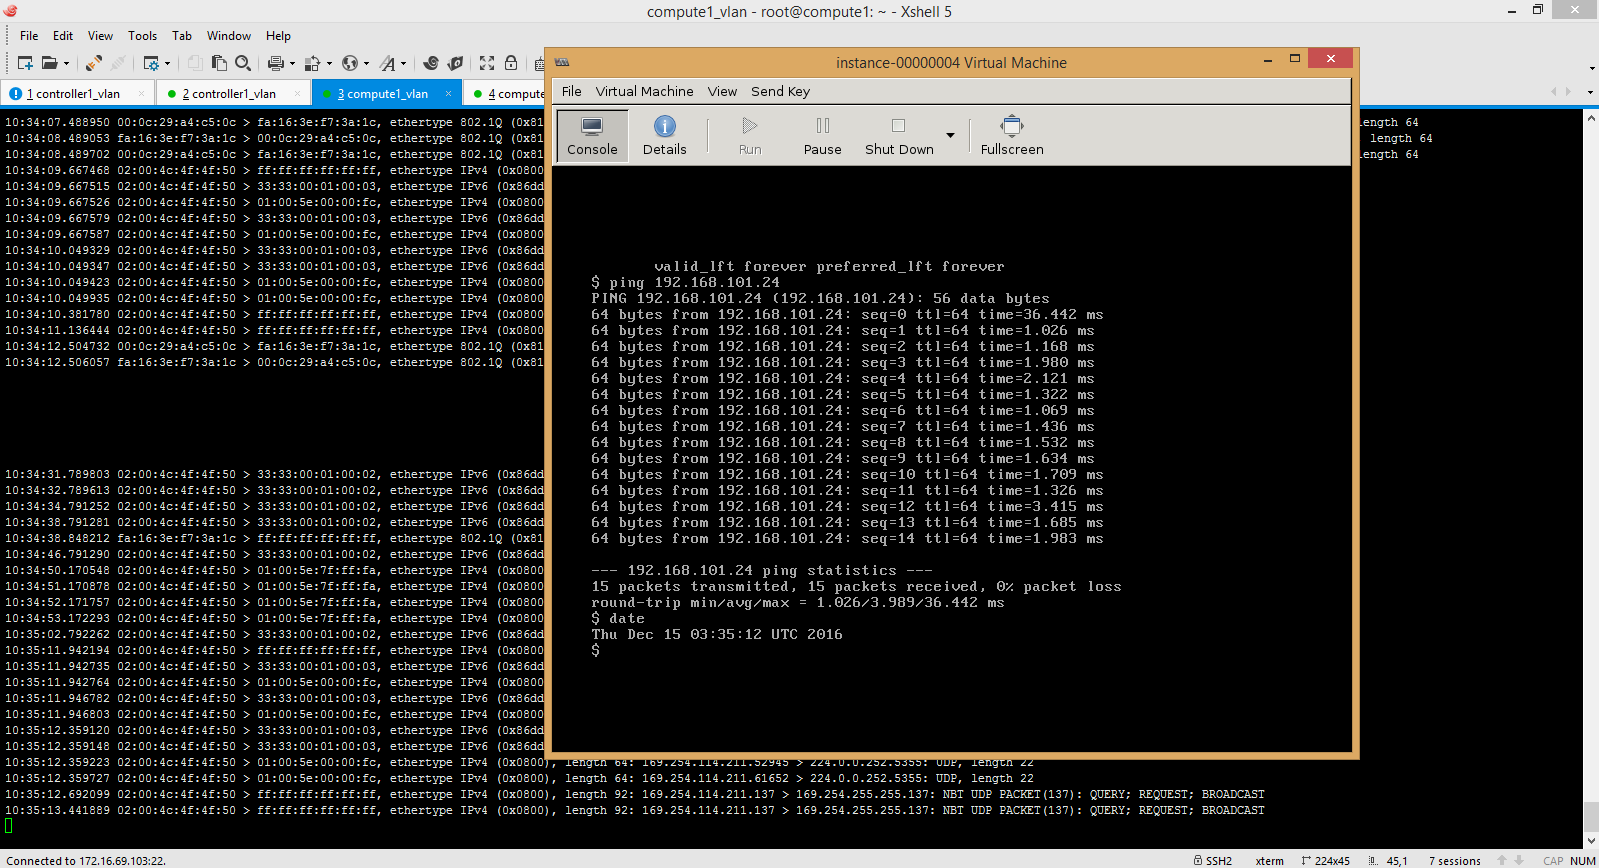 compute1_vlan - root@compute1: ~ - Xshell 5
File Edit View Tools Tab Window Help
1 controller1_vlan 2 controller1_vlan 3 compute1_vlan 4 compute
10:34:07.488950 00:0c:29:a4:c5:0c > fa:16:3e:f7:3a:1c, ethertype 802.1Q (0x81 length 64
10:34:08.489053 fa:16:3e:f7:3a:1c > 00:0c:29:a4:c5:0c, ethertype 802.1Q (0x81 length 64
10:34:08.489702 00:0c:29:a4:c5:0c > fa:16:3e:f7:3a:1c, ethertype 802.1Q (0x81 length 64
10:34:09.667468 02:00:4c:4f:4f:50 > ff:ff:ff:ff:ff:ff, ethertype IPv4 (0x0800
10:34:09.667515 02:00:4c:4f:4f:50 > 33:33:00:01:00:03, ethertype IPv6 (0x86dd
10:34:09.667526 02:00:4c:4f:4f:50 > 01:00:5e:00:00:fc, ethertype IPv4 (0x0800
10:34:09.667579 02:00:4c:4f:4f:50 > 33:33:00:01:00:03, ethertype IPv6 (0x86dd
10:34:09.667587 02:00:4c:4f:4f:50 > 01:00:5e:00:00:fc, ethertype IPv4 (0x0800
10:34:10.049329 02:00:4c:4f:4f:50 > 33:33:00:01:00:03, ethertype IPv6 (0x86dd
10:34:10.049347 02:00:4c:4f:4f:50 > 33:33:00:01:00:03, ethertype IPv6 (0x86dd
10:34:10.049423 02:00:4c:4f:4f:50 > 01:00:5e:00:00:fc, ethertype IPv4 (0x0800
10:34:10.049935 02:00:4c:4f:4f:50 > 01:00:5e:00:00:fc, ethertype IPv4 (0x0800
10:34:10.381780 02:00:4c:4f:4f:50 > ff:ff:ff:ff:ff:ff, ethertype IPv4 (0x0800
10:34:11.136444 02:00:4c:4f:4f:50 > ff:ff:ff:ff:ff:ff, ethertype IPv4 (0x0800
10:34:12.504732 00:0c:29:a4:c5:0c > fa:16:3e:f7:3a:1c, ethertype 802.1Q (0x81
10:34:12.506057 fa:16:3e:f7:3a:1c > 00:0c:29:a4:c5:0c, ethertype 802.1Q (0x81
10:34:31.789803 02:00:4c:4f:4f:50 > 33:33:00:01:00:02, ethertype IPv6 (0x86dd
10:34:32.789613 02:00:4c:4f:4f:50 > 33:33:00:01:00:02, ethertype IPv6 (0x86dd
10:34:34.791252 02:00:4c:4f:4f:50 > 33:33:00:01:00:02, ethertype IPv6 (0x86dd
10:34:38.791281 02:00:4c:4f:4f:50 > 33:33:00:01:00:02, ethertype IPv6 (0x86dd
10:34:38.848212 fa:16:3e:f7:3a:1c > ff:ff:ff:ff:ff:ff, ethertype 802.1Q (0x81
10:34:46.791290 02:00:4c:4f:4f:50 > 33:33:00:01:00:02, ethertype IPv6 (0x86dd
10:34:50.170548 02:00:4c:4f:4f:50 > 01:00:5e:7f:ff:fa, ethertype IPv4 (0x0800
10:34:51.170878 02:00:4c:4f:4f:50 > 01:00:5e:7f:ff:fa, ethertype IPv4 (0x0800
10:34:52.171757 02:00:4c:4f:4f:50 > 01:00:5e:7f:ff:fa, ethertype IPv4 (0x0800
10:34:53.172293 02:00:4c:4f:4f:50 > 01:00:5e:7f:ff:fa, ethertype IPv4 (0x0800
10:35:02.792262 02:00:4c:4f:4f:50 > 33:33:00:01:00:02, ethertype IPv6 (0x86dd
10:35:11.942194 02:00:4c:4f:4f:50 > ff:ff:ff:ff:ff:ff, ethertype IPv4 (0x0800
10:35:11.942735 02:00:4c:4f:4f:50 > 33:33:00:01:00:03, ethertype IPv6 (0x86dd
10:35:11.942764 02:00:4c:4f:4f:50 > 01:00:5e:00:00:fc, ethertype IPv4 (0x0800
10:35:11.946782 02:00:4c:4f:4f:50 > 33:33:00:01:00:03, ethertype IPv6 (0x86dd
10:35:11.946803 02:00:4c:4f:4f:50 > 01:00:5e:00:00:fc, ethertype IPv4 (0x0800
10:35:12.359120 02:00:4c:4f:4f:50 > 33:33:00:01:00:03, ethertype IPv6 (0x86dd
10:35:12.359148 02:00:4c:4f:4f:50 > 33:33:00:01:00:03, ethertype IPv6 (0x86dd
10:35:12.359223 02:00:4c:4f:4f:50 > 01:00:5e:00:00:fc, ethertype IPv4 (0x0800), length 64: 169.254.114.211.52945 > 224.0.0.252.5355: UDP, length 22
10:35:12.359727 02:00:4c:4f:4f:50 > 01:00:5e:00:00:fc, ethertype IPv4 (0x0800), length 64: 169.254.114.211.61652 > 224.0.0.252.5355: UDP, length 22
10:35:12.692099 02:00:4c:4f:4f:50 > ff:ff:ff:ff:ff:ff, ethertype IPv4 (0x0800), length 92: 169.254.114.211.137 > 169.254.255.255.137: NBT UDP PACKET(137): QUERY; REQUEST; BROADCAST
10:35:13.441889 02:00:4c:4f:4f:50 > ff:ff:ff:ff:ff:ff, ethertype IPv4 (0x0800), length 92: 169.254.114.211.137 > 169.254.255.255.137: NBT UDP PACKET(137): QUERY; REQUEST; BROADCAST
instance-00000004 Virtual Machine
File Virtual Machine View Send Key
Console Details Run Pause Shut Down Fullscreen
valid_lft forever preferred_lft forever
$ ping 192.168.101.24
PING 192.168.101.24 (192.168.101.24): 56 data bytes
64 bytes from 192.168.101.24: seq=0 ttl=64 time=36.442 ms
64 bytes from 192.168.101.24: seq=1 ttl=64 time=1.026 ms
64 bytes from 192.168.101.24: seq=2 ttl=64 time=1.168 ms
64 bytes from 192.168.101.24: seq=3 ttl=64 time=1.980 ms
64 bytes from 192.168.101.24: seq=4 ttl=64 time=2.121 ms
64 bytes from 192.168.101.24: seq=5 ttl=64 time=1.322 ms
64 bytes from 192.168.101.24: seq=6 ttl=64 time=1.069 ms
64 bytes from 192.168.101.24: seq=7 ttl=64 time=1.436 ms
64 bytes from 192.168.101.24: seq=8 ttl=64 time=1.532 ms
64 bytes from 192.168.101.24: seq=9 ttl=64 time=1.634 ms
64 bytes from 192.168.101.24: seq=10 ttl=64 time=1.709 ms
64 bytes from 192.168.101.24: seq=11 ttl=64 time=1.326 ms
64 bytes from 192.168.101.24: seq=12 ttl=64 time=3.415 ms
64 bytes from 192.168.101.24: seq=13 ttl=64 time=1.685 ms
64 bytes from 192.168.101.24: seq=14 ttl=64 time=1.983 ms
--- 192.168.101.24 ping statistics ---
15 packets transmitted, 15 packets received, 0% packet loss
round-trip min/avg/max = 1.026/3.989/36.442 ms
$ date
Thu Dec 15 03:35:12 UTC 2016
$
Connected to 172.16.69.103:22. SSH2 xterm 224x45 45,1 7 sessions CAP NUM